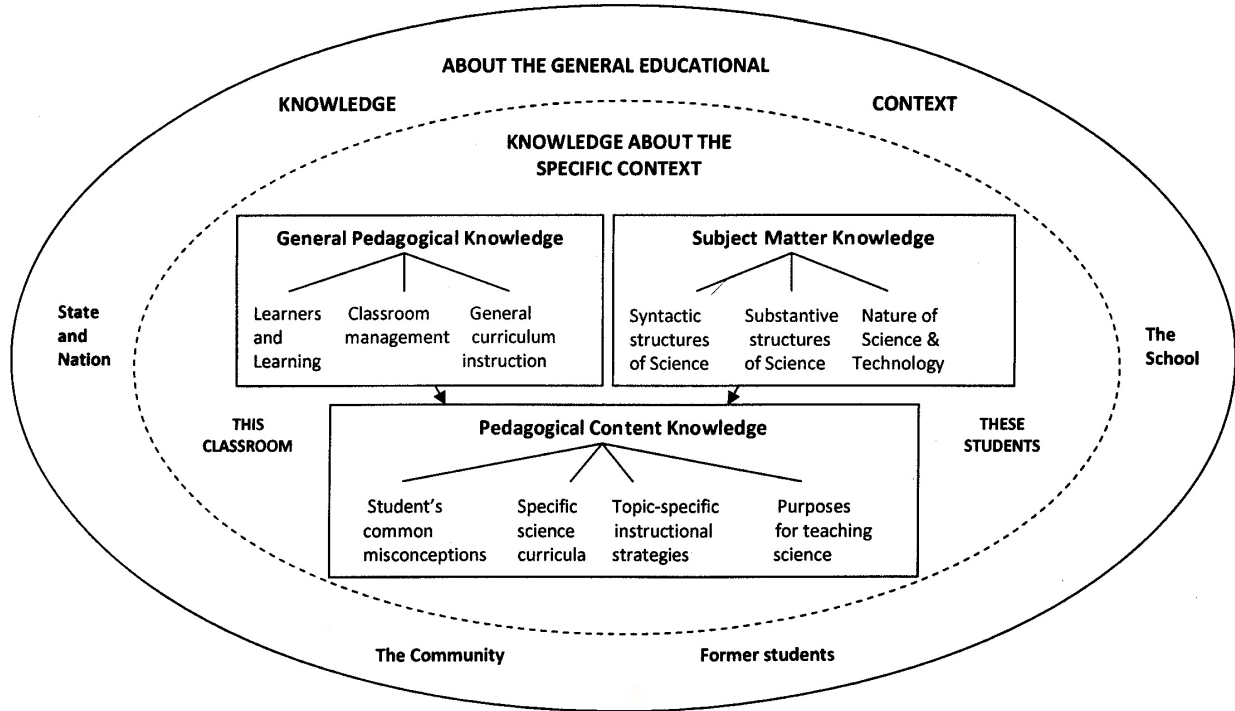 ABOUT THE GENERAL EDUCATIONAL
KNOWLEDGE
CONTEXT
KNOWLEDGE ABOUT THE
SPECIFIC CONTEXT
General Pedagogical Knowledge
Learners
and
Learning
Classroom
management
General
curriculum
instruction
Subject Matter Knowledge
Syntactic
structures
of Science
Substantive
structures
of Science
Nature of
Science &
Technology
State
and
Nation
The
School
THIS
CLASSROOM
THESE
STUDENTS
Pedagogical Content Knowledge
Student's
common
misconceptions
Specific
science
curricula
Topic-specific
instructional
strategies
Purposes
for teaching
science
The Community
Former students